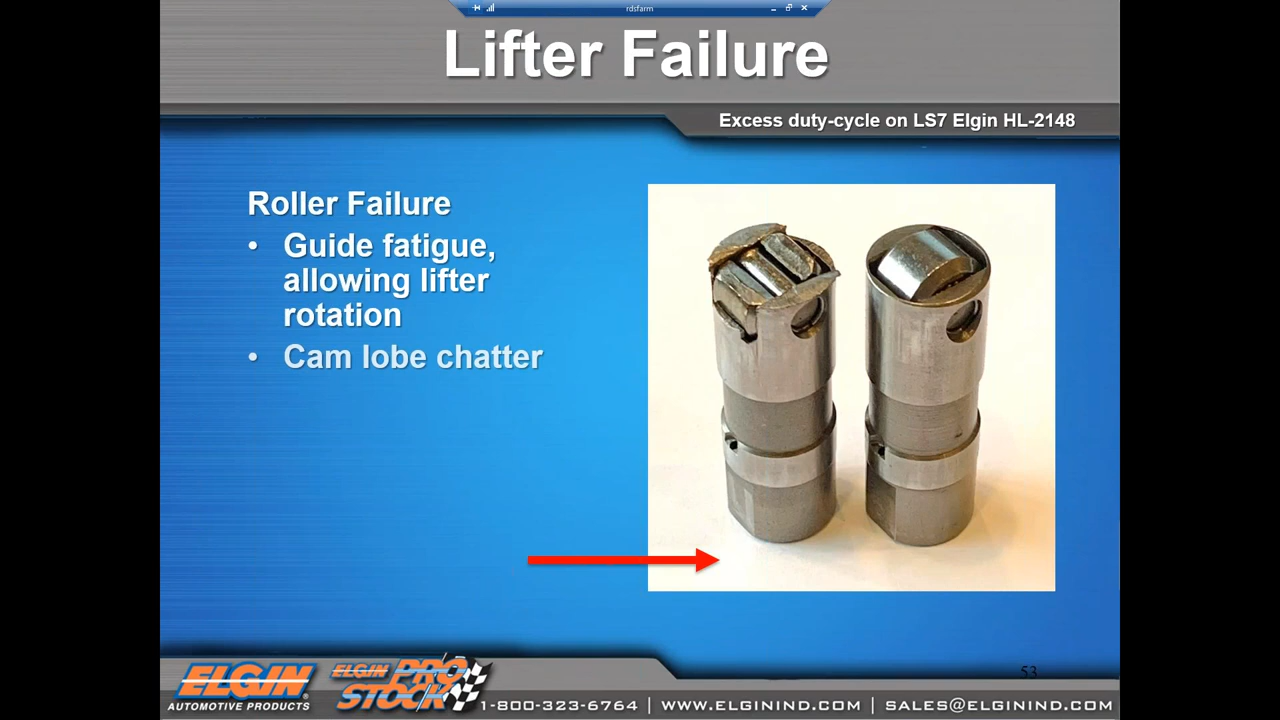 rdsfarm
Lifter Failure
Excess duty-cycle on LS7 Elgin HL-2148
Roller Failure
• Guide fatigue,
allowing lifter
rotation
• Cam lobe chatter
53
ELGIN®
AUTOMOTIVE PRODUCTS
ELGIN PRO
STOCK
1-800-323-6764 | WWW.ELGININD.COM | SALES@ELGININD.COM